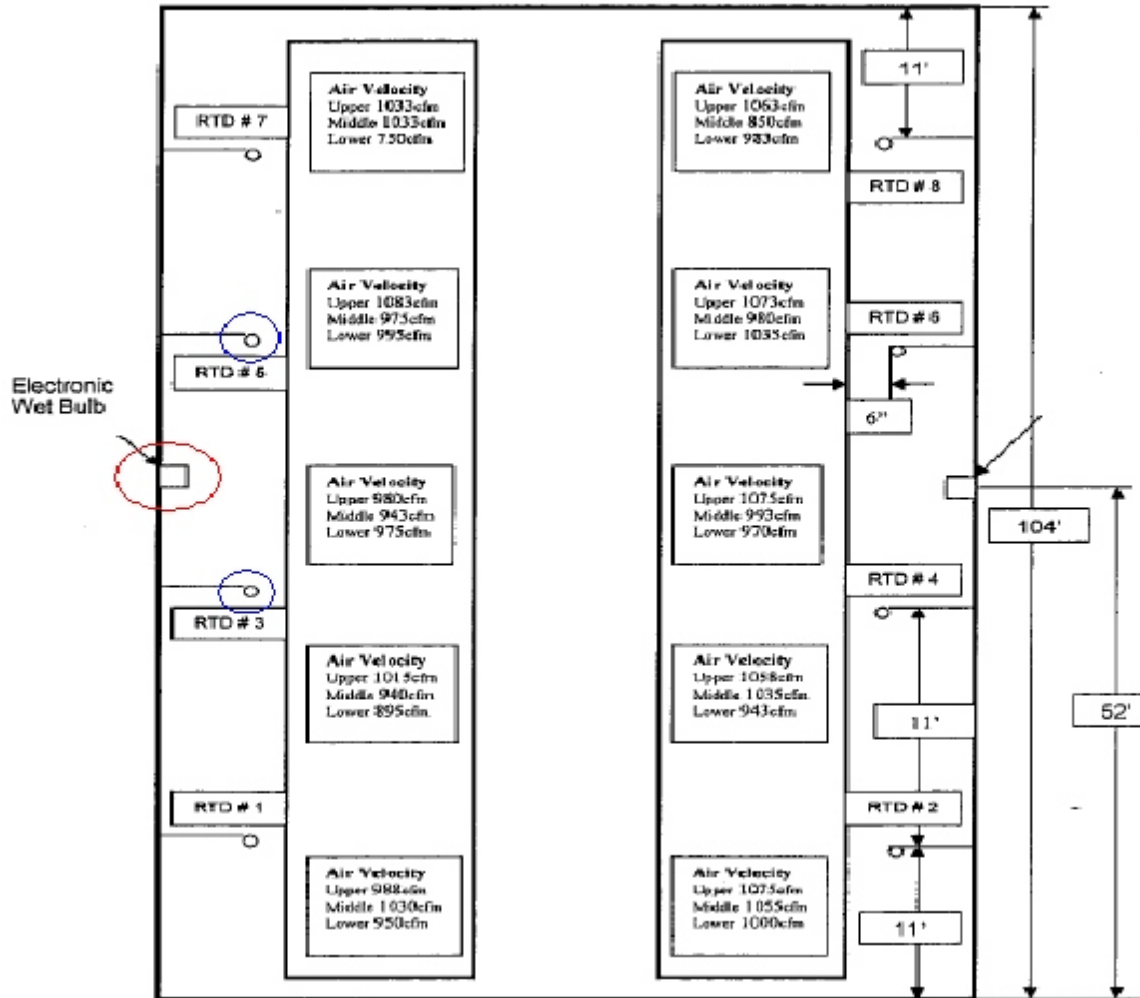 11'
Air Velocity
Upper 1033cfm
Middle 1033cfm
Lower 750cfm
Air Velocity
Upper 1063cfm
Middle 850cfm
Lower 983cfm
RTD # 7
RTD # 8
Air Velocity
Upper 1083cfm
Middle 975cfm
Lower 995cfm
Air Velocity
Upper 1073cfm
Middle 980cfm
Lower 1035cfm
RTD # 6
RTD # 5
Electronic
Wet Bulb
6"
Air Velocity
Upper 980cfm
Middle 943cfm
Lower 975cfm
Air Velocity
Upper 1075cfm
Middle 993cfm
Lower 970cfm
104'
RTD # 4
RTD # 3
Air Velocity
Upper 1015cfm
Middle 940cfm
Lower 895cfm
Air Velocity
Upper 1058cfm
Middle 1035cfm
Lower 943cfm
11'
52'
RTD # 1
RTD # 2
Air Velocity
Upper 988cfm
Middle 1030cfm
Lower 950cfm
Air Velocity
Upper 1075cfm
Middle 1055cfm
Lower 1000cfm
11'